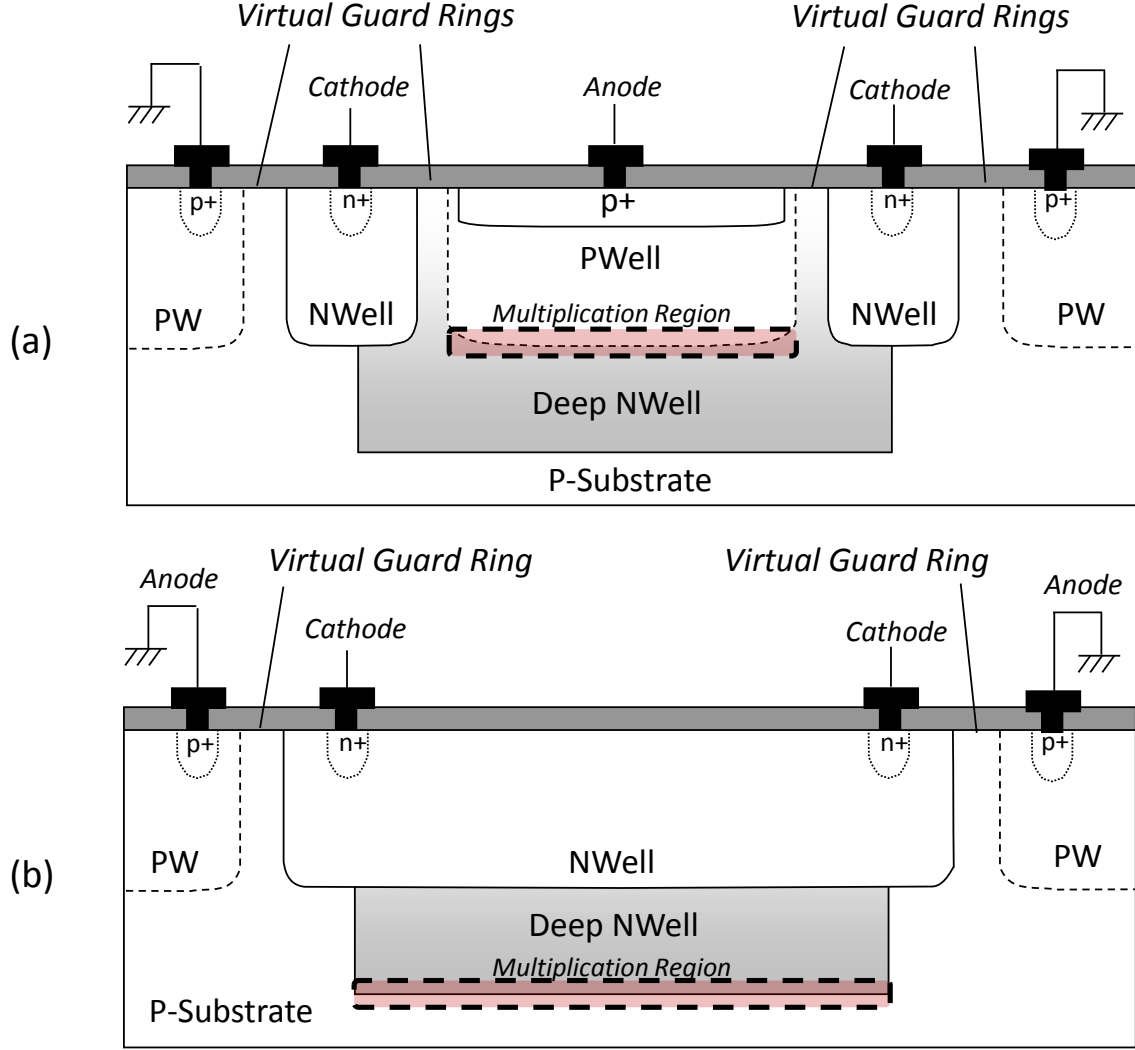 Virtual Guard Rings Virtual Guard Rings
Cathode Anode Cathode
p+ n+ p+ n+ p+
PWell
PW NWell Multiplication Region NWell PW
(a)
Deep NWell
P-Substrate
Virtual Guard Ring Virtual Guard Ring
Anode Anode
Cathode Cathode
p+ n+ n+ p+
PW NWell PW
(b)
Deep NWell
Multiplication Region
P-Substrate